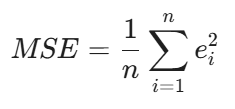 MSE = \frac{1}{n} \sum_{i=1}^{n} e_i^2